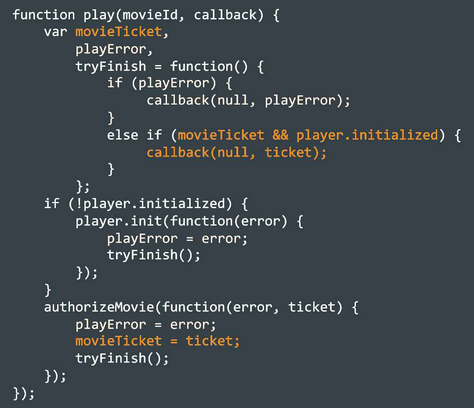 function play(movieId, callback) {
    var movieTicket,
        playError,
        tryFinish = function() {
            if (playError) {
                callback(null, playError);
            }
            else if (movieTicket && player.initialized) {
                callback(null, ticket);
            }
        };
    if (!player.initialized) {
        player.init(function(error) {
            playError = error;
            tryFinish();
        });
    }
    authorizeMovie(function(error, ticket) {
        playError = error;
        movieTicket = ticket;
        tryFinish();
    });
});